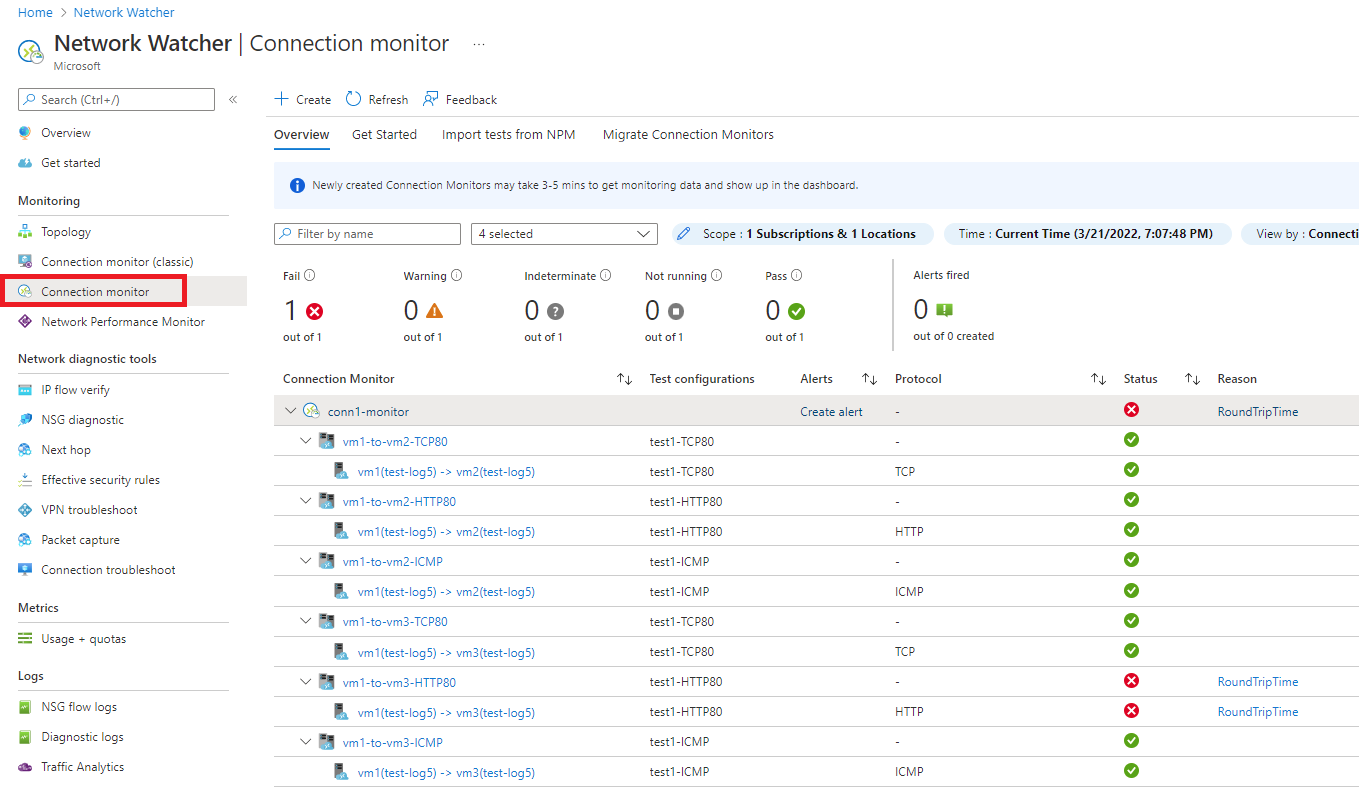 Home > Network Watcher
Network Watcher | Connection monitor ...
Microsoft
Search (Ctrl+/) «
Overview
Get started
Monitoring
Topology
Connection monitor (classic)
Connection monitor
Network Performance Monitor
Network diagnostic tools
IP flow verify
NSG diagnostic
Next hop
Effective security rules
VPN troubleshoot
Packet capture
Connection troubleshoot
Metrics
Usage + quotas
Logs
NSG flow logs
Diagnostic logs
Traffic Analytics
Create Refresh Feedback
Overview Get Started Import tests from NPM Migrate Connection Monitors
Newly created Connection Monitors may take 3-5 mins to get monitoring data and show up in the dashboard.
Filter by name 4 selected Scope : 1 Subscriptions & 1 Locations Time : Current Time (3/21/2022, 7:07:48 PM) View by : Connecti
Fail Warning Indeterminate Not running Pass Alerts fired
1 0 0 0 0 0
out of 1 out of 1 out of 1 out of 1 out of 1 out of 0 created
Connection Monitor Test configurations Alerts Protocol Status Reason
conn1-monitor Create alert - RoundTripTime
vm1-to-vm2-TCP80 test1-TCP80 -
vm1(test-log5) -> vm2(test-log5) test1-TCP80 TCP
vm1-to-vm2-HTTP80 test1-HTTP80 -
vm1(test-log5) -> vm2(test-log5) test1-HTTP80 HTTP
vm1-to-vm2-ICMP test1-ICMP -
vm1(test-log5) -> vm2(test-log5) test1-ICMP ICMP
vm1-to-vm3-TCP80 test1-TCP80 -
vm1(test-log5) -> vm3(test-log5) test1-TCP80 TCP
vm1-to-vm3-HTTP80 test1-HTTP80 - RoundTripTime
vm1(test-log5) -> vm3(test-log5) test1-HTTP80 HTTP RoundTripTime
vm1-to-vm3-ICMP test1-ICMP -
vm1(test-log5) -> vm3(test-log5) test1-ICMP ICMP